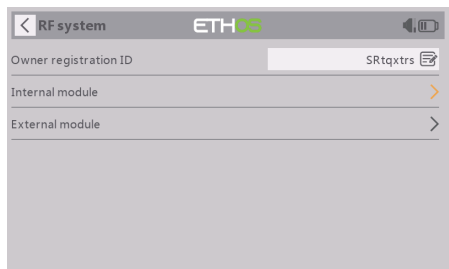 RF system
ETHOS
Owner registration ID
SRtqxtrs
Internal module
External module